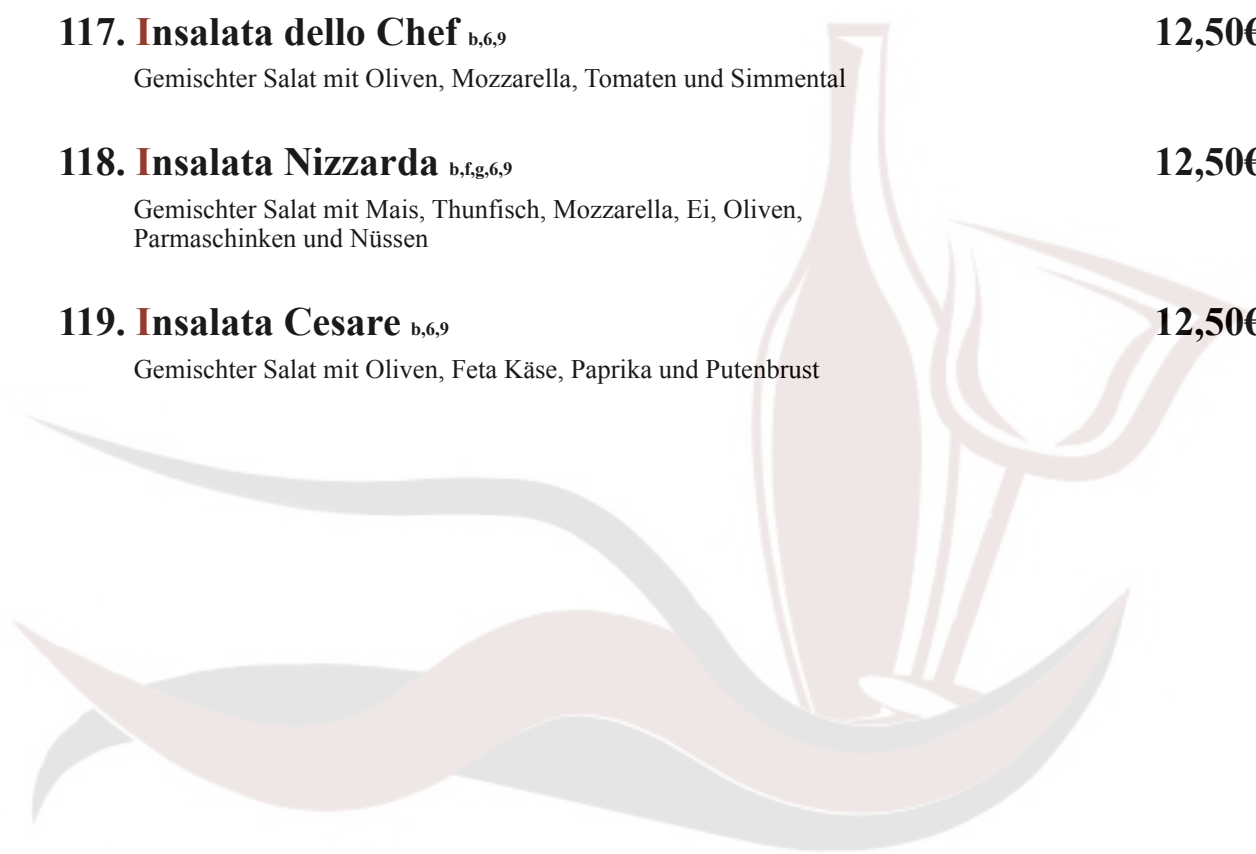 117. Insalata dello Chef b,6,9 12,50€
Gemischter Salat mit Oliven, Mozzarella, Tomaten und Simmental
118. Insalata Nizzarda b,f,g,6,9 12,50€
Gemischter Salat mit Mais, Thunfisch, Mozzarella, Ei, Oliven,
Parmaschinken und Nüssen
119. Insalata Cesare b,6,9 12,50€
Gemischter Salat mit Oliven, Feta Käse, Paprika und Putenbrust